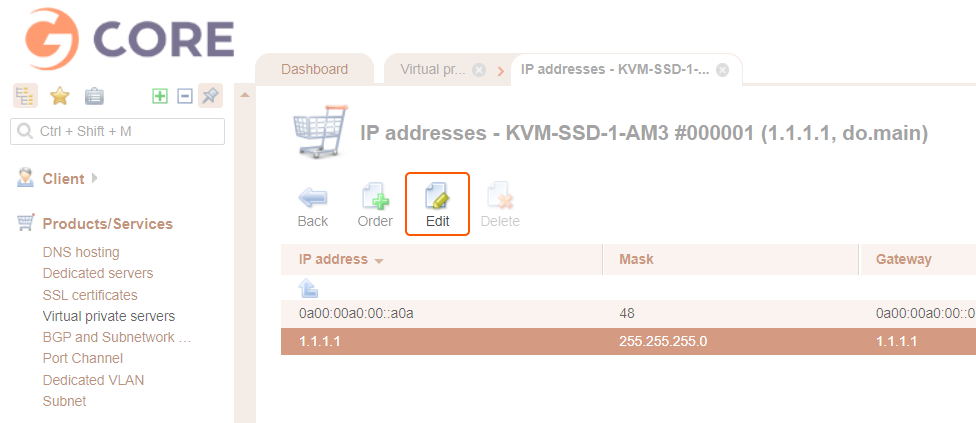 G CORE
Dashboard
Virtual pr...
IP addresses - KVM-SSD-1-...
Ctrl + Shift + M
IP addresses - KVM-SSD-1-AM3 #000001 (1.1.1.1, do.main)
Client
Back
Order
Edit
Delete
Products/Services
DNS hosting
Dedicated servers
SSL certificates
Virtual private servers
BGP and Subnetwork ...
Port Channel
Dedicated VLAN
Subnet
IP address
Mask
Gateway
0a00:00a0:00::a0a
48
0a00:00a0:00::0
1.1.1.1
255.255.255.0
1.1.1.1